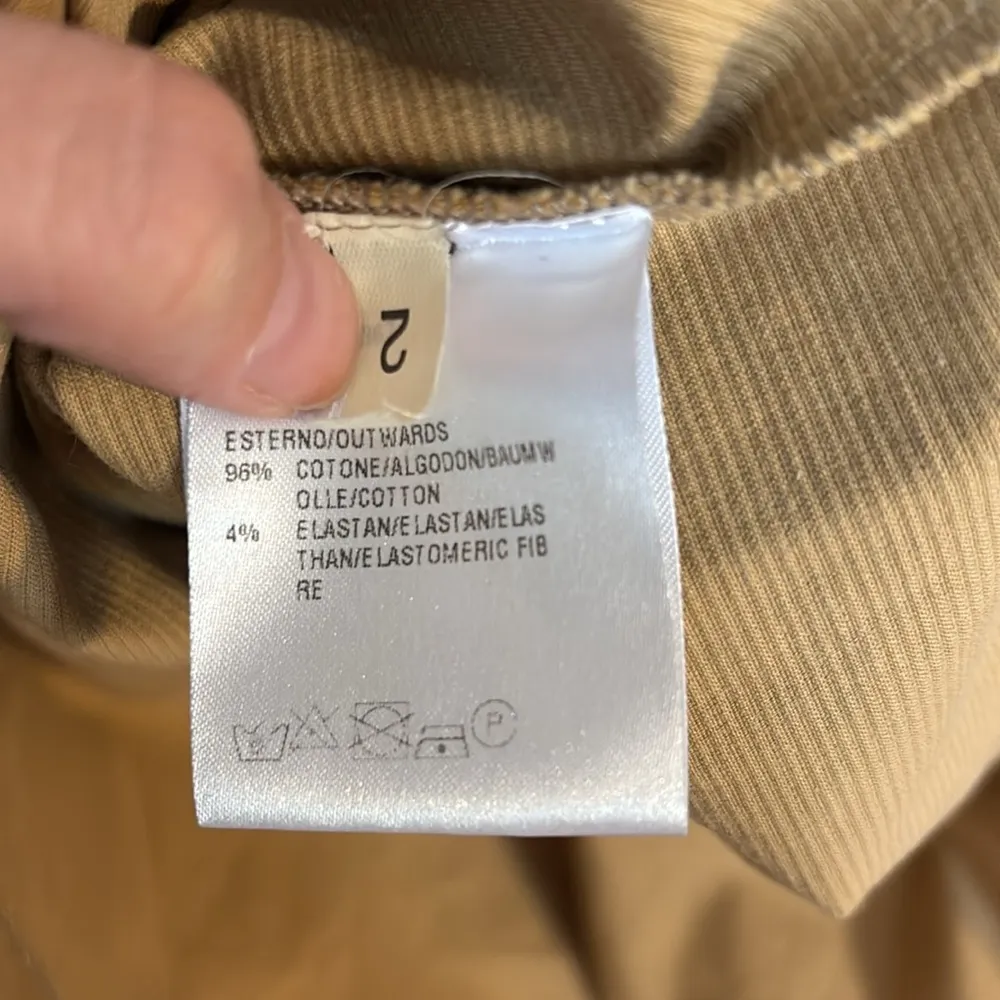 2
ESTERNO/OUTWARDS
96% COTONE/ALGODON/BAUMW
OLLE/COTTON
4% ELASTAN/ELASTAN/ELAS
THAN/ELASTOMERIC FIB
RE
P